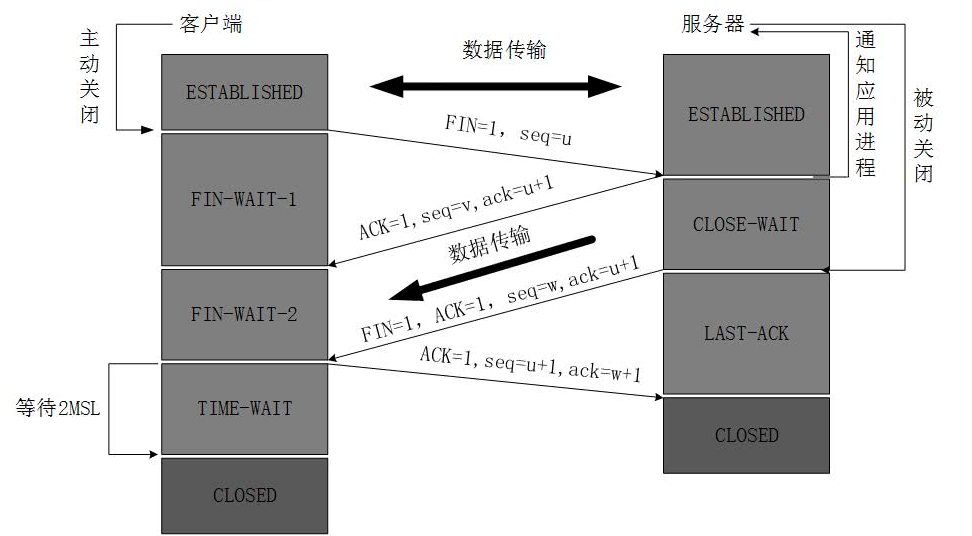 客户端
服务器
主动关闭
数据传输
通知应用进程
被动关闭
ESTABLISHED
ESTABLISHED
FIN=1, seq=u
FIN-WAIT-1
ACK=1,seq=v,ack=u+1
CLOSE-WAIT
数据传输
FIN-WAIT-2
FIN=1, ACK=1, seq=w,ack=u+1
LAST-ACK
ACK=1,seq=u+1,ack=w+1
等待2MSL
TIME-WAIT
CLOSED
CLOSED